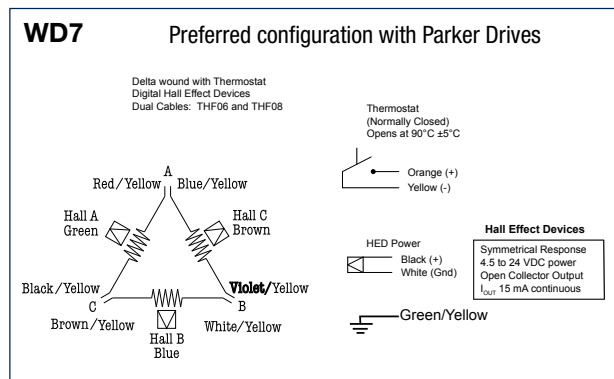 WD7 Preferred configuration with Parker Drives
Delta wound with Thermostat
Digital Hall Effect Devices
Dual Cables: THF06 and THF08
Thermostat
(Normally Closed)
Opens at 90°C ±5°C
Orange (+)
Yellow (-)
A
Red/Yellow Blue/Yellow
Hall A
Green
Hall C
Brown
Black/Yellow
C
Brown/Yellow
Violet/Yellow
B
White/Yellow
Hall B
Blue
HED Power
Black (+)
White (Gnd)
Hall Effect Devices
Symmetrical Response
4.5 to 24 VDC power
Open Collector Output
IOUT 15 mA continuous
Green/Yellow